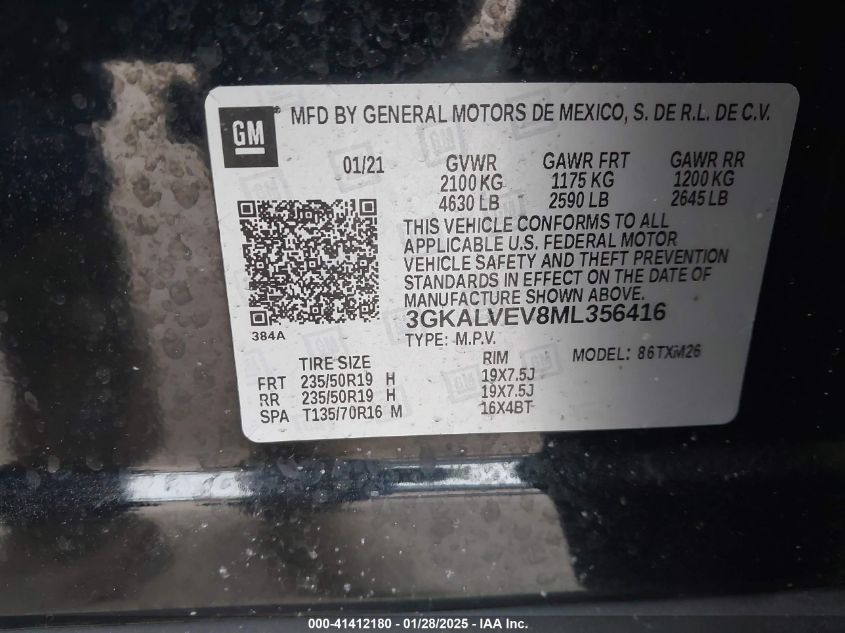 GM MFD BY GENERAL MOTORS DE MEXICO, S. DE R.L. DE C.V.
01/21 GVWR GAWR FRT GAWR RR
2100 KG 1175 KG 1200 KG
4630 LB 2590 LB 2645 LB
THIS VEHICLE CONFORMS TO ALL
APPLICABLE U.S. FEDERAL MOTOR
VEHICLE SAFETY AND THEFT PREVENTION
STANDARDS IN EFFECT ON THE DATE OF
MANUFACTURE SHOWN ABOVE.
3GKALVEV8ML356416
384A
TYPE: M.P.V. MODEL: 86TXM26
TIRE SIZE RIM
FRT 235/50R19 H 19X7.5J
RR 235/50R19 H 19X7.5J
SPA T135/70R16 M 16X4BT
000-41412180 - 01/28/2025 - IAA Inc.